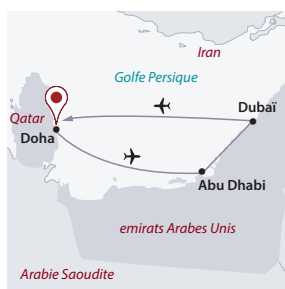 Iran
Golfe Persique
Qatar
Dubaï
Doha
Abu Dhabi
emirats Arabes Unis
Arabie Saoudite